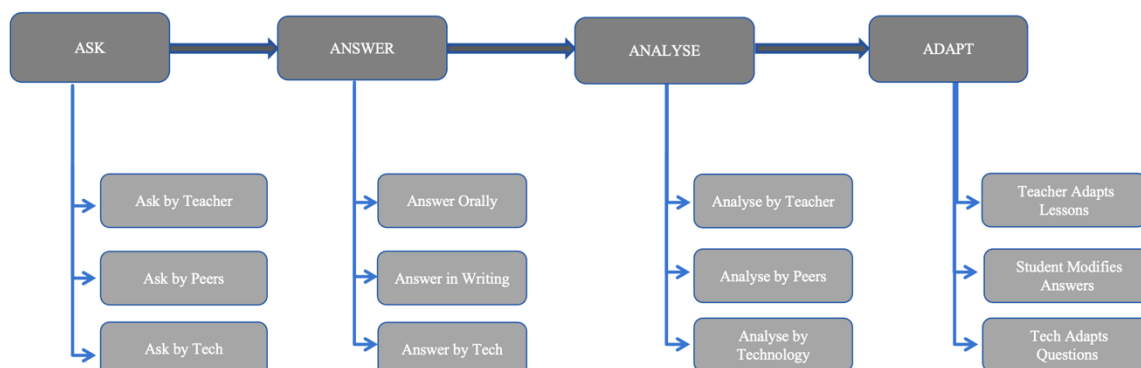 ASK
ANSWER
ANALYSE
ADAPT
Ask by Teacher
Answer Orally
Analyse by Teacher
Teacher Adapts
Lessons
Ask by Peers
Answer in Writing
Analyse by Peers
Student Modifies
Answers
Ask by Tech
Answer by Tech
Analyse by
Technology
Tech Adapts
Questions